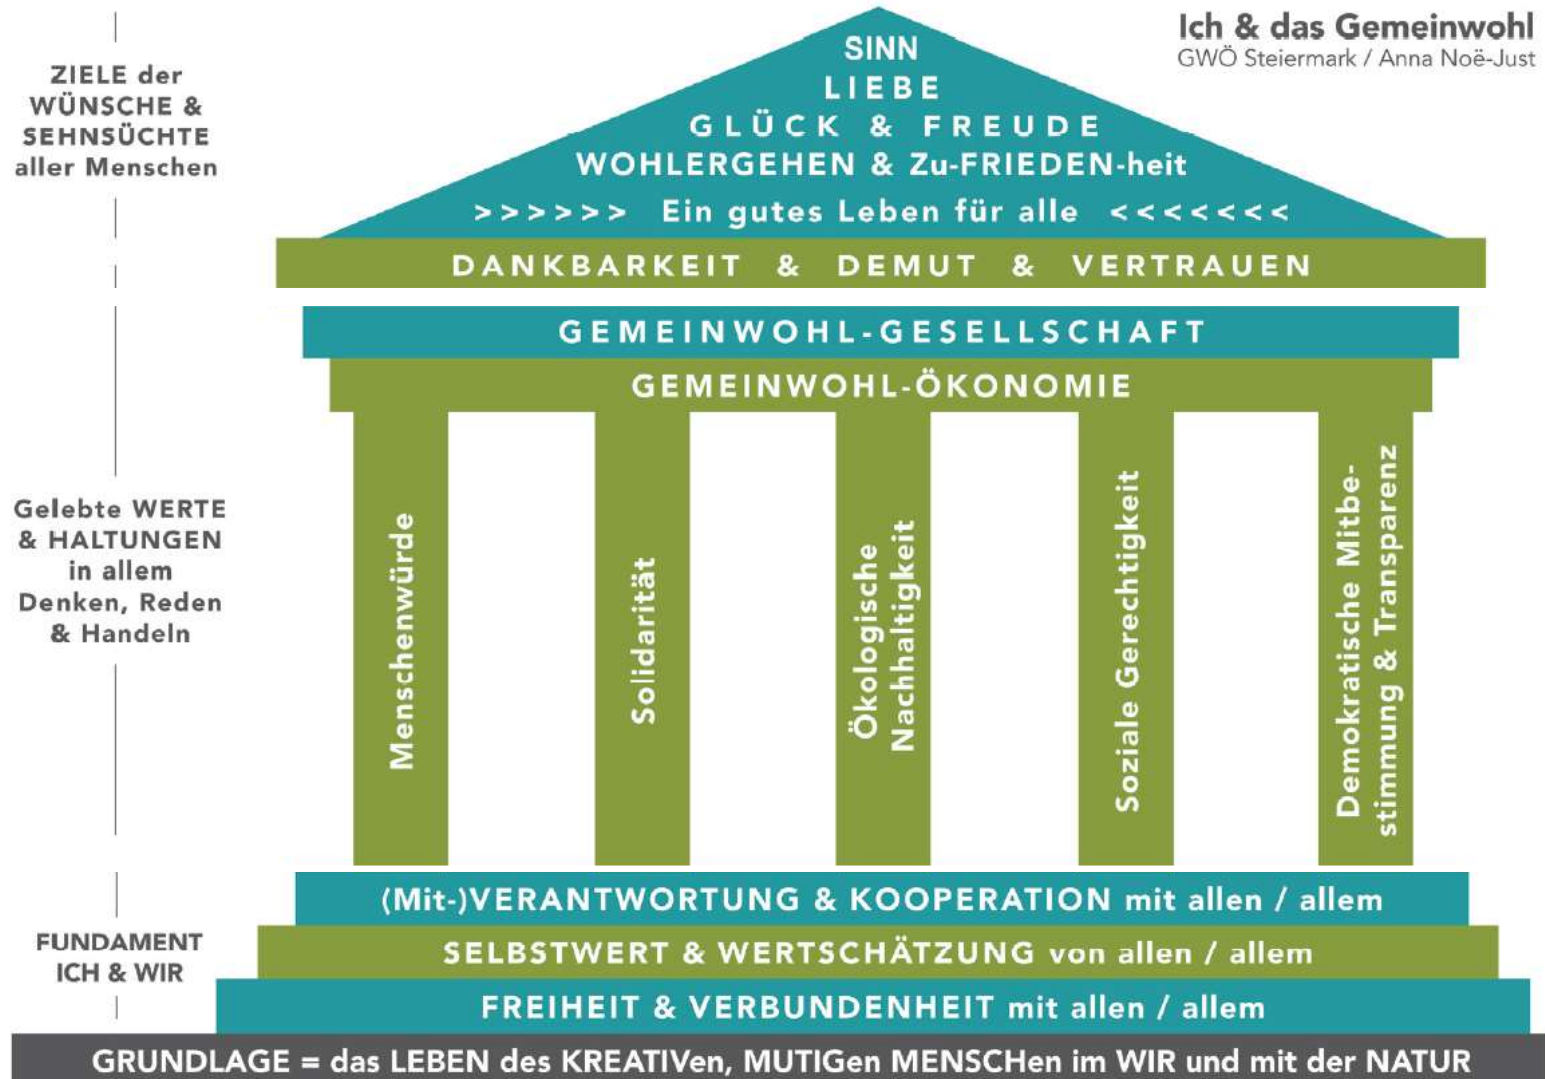 Ich & das Gemeinwohl
GWÖ Steiermark / Anna Noë-Just
ZIELE der
WÜNSCHE &
SEHNSÜCHTE
aller Menschen
SINN
LIEBE
GLÜCK & FREUDE
WOHLERGEHEN & Zu-FRIEDEN-heit
>>>>>> Ein gutes Leben für alle <<<<<<<
DANKBARKEIT & DEMUT & VERTRAUEN
GEMEINWOHL-GESELLSCHAFT
GEMEINWOHL-ÖKONOMIE
Gelebte WERTE
& HALTUNGEN
in allem
Denken, Reden
& Handeln
Menschenwürde
Solidarität
Ökologische
Nachhaltigkeit
Soziale Gerechtigkeit
Demokratische Mitbe-
stimmung & Transparenz
FUNDAMENT
ICH & WIR
(Mit-)VERANTWORTUNG & KOOPERATION mit allen / allem
SELBSTWERT & WERTSCHÄTZUNG von allen / allem
FREIHEIT & VERBUNDENHEIT mit allen / allem
GRUNDLAGE = das LEBEN des KREATIVen, MUTIGen MENSCHen im WIR und mit der NATUR